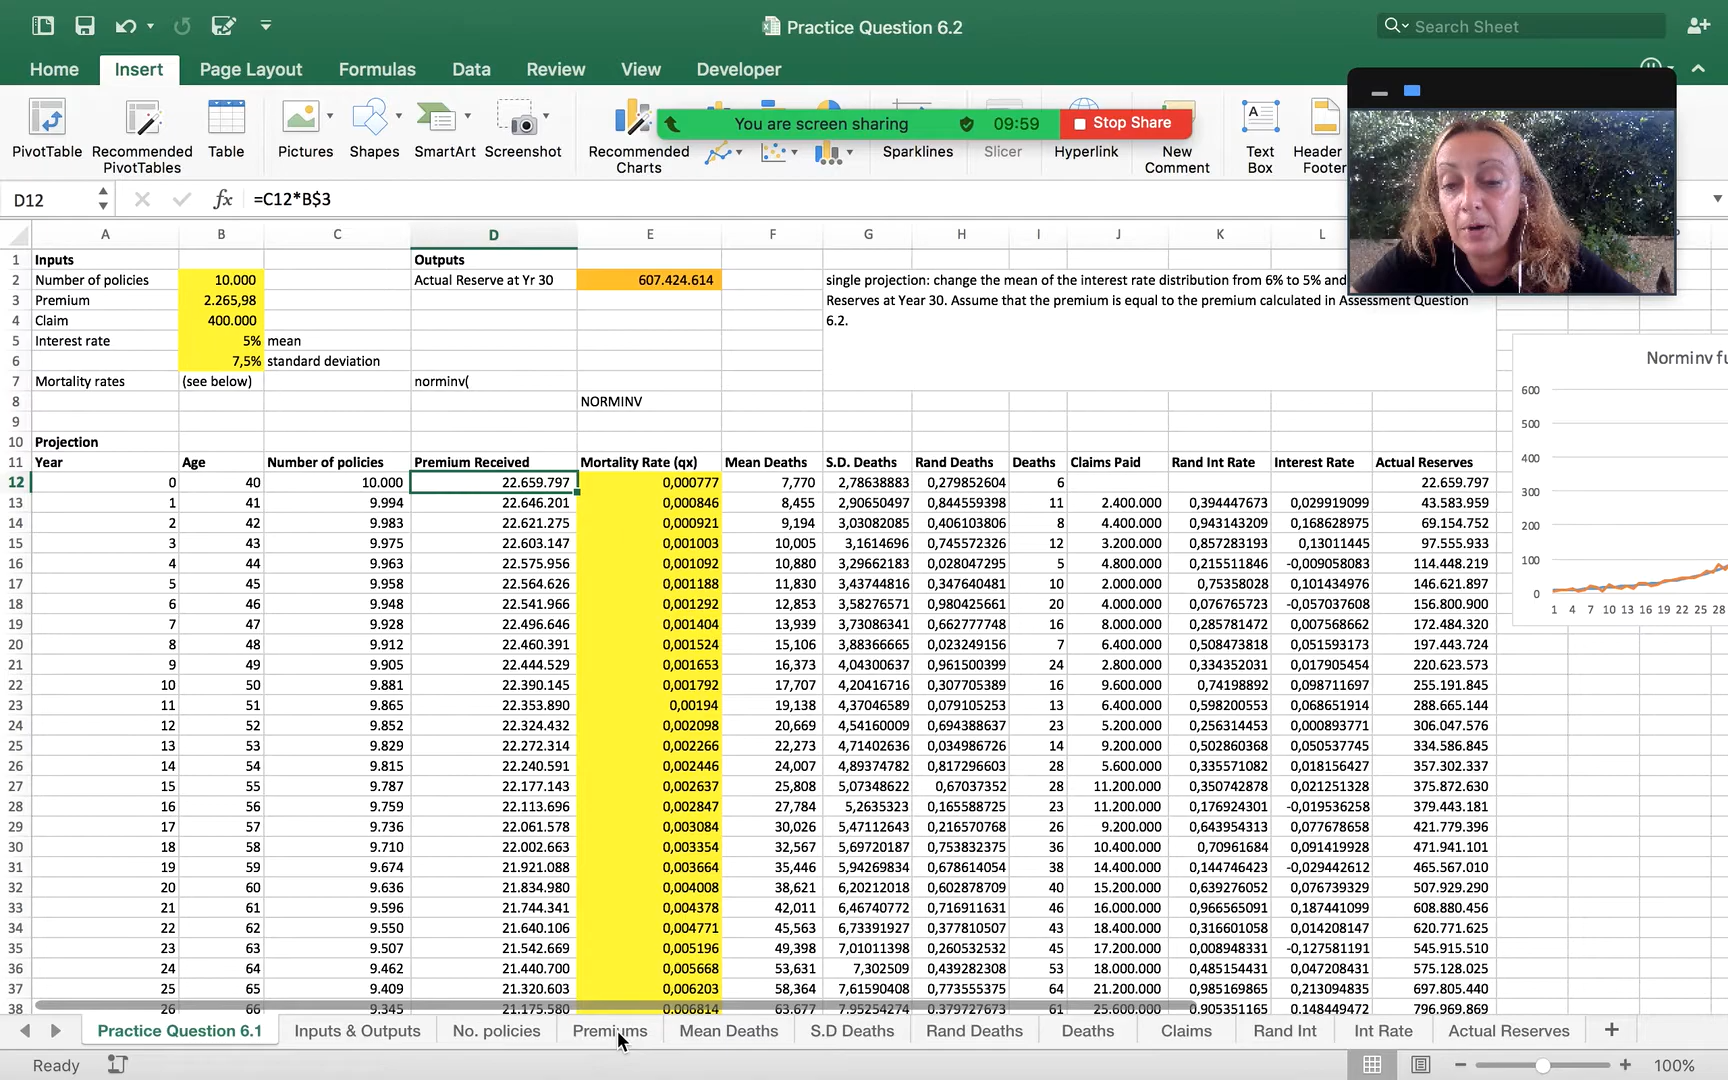 Practice Question 6.2
Search Sheet
Home Insert Page Layout Formulas Data Review View Developer
You are screen sharing 09:59 Stop Share
PivotTable Recommended PivotTables Table Pictures Shapes SmartArt Screenshot Recommended Charts Sparklines Slicer Hyperlink New Comment Text Box Header Footer
D12 fx =C12*B$3
A B C D E F G H I J K L
1 Inputs Outputs
2 Number of policies 10.000 Actual Reserve at Yr 30 607.424.614 single projection: change the mean of the interest rate distribution from 6% to 5% and
3 Premium 2.265,98 Reserves at Year 30. Assume that the premium is equal to the premium calculated in Assessment Question
4 Claim 400.000 6.2.
5 Interest rate 5% mean
6 7,5% standard deviation
7 Mortality rates (see below) norminv(
8 NORMINV
9
10 Projection
11 Year Age Number of policies Premium Received Mortality Rate (qx) Mean Deaths S.D. Deaths Rand Deaths Deaths Claims Paid Rand Int Rate Interest Rate Actual Reserves
12 0 40 10.000 22.659.797 0,000777 7,770 2,78638883 0,279852604 6 22.659.797
13 1 41 9.994 22.646.201 0,000846 8,455 2,90650497 0,844559398 11 2.400.000 0,394447673 0,029919099 43.583.959
14 2 42 9.983 22.621.275 0,000921 9,194 3,03082085 0,406103806 8 4.400.000 0,943143209 0,168628975 69.154.752
15 3 43 9.975 22.603.147 0,001003 10,005 3,1614696 0,745572326 12 3.200.000 0,857283193 0,13011445 97.555.933
16 4 44 9.963 22.575.956 0,001092 10,880 3,29662183 0,028047295 5 4.800.000 0,215511846 -0,009058083 114.448.219
17 5 45 9.958 22.564.626 0,001188 11,830 3,43744816 0,347640481 10 2.000.000 0,75358028 0,101434976 146.621.897
18 6 46 9.948 22.541.966 0,001292 12,853 3,58276571 0,980425661 20 4.000.000 0,076765723 -0,057037608 156.800.900
19 7 47 9.928 22.496.646 0,001404 13,939 3,73086341 0,662777748 16 8.000.000 0,285781472 0,007568662 172.484.320
20 8 48 9.912 22.460.391 0,001524 15,106 3,88366665 0,023249156 7 6.400.000 0,508473818 0,051593173 197.443.724
21 9 49 9.905 22.444.529 0,001653 16,373 4,04300637 0,961500399 24 2.800.000 0,334352031 0,017905454 220.623.573
22 10 50 9.881 22.390.145 0,001792 17,707 4,20416716 0,307705389 16 9.600.000 0,74198892 0,098711697 255.191.845
23 11 51 9.865 22.353.890 0,00194 19,138 4,37046589 0,079105253 13 6.400.000 0,598200553 0,068651914 288.665.144
24 12 52 9.852 22.324.432 0,002098 20,669 4,54160009 0,694388637 23 5.200.000 0,256314453 0,000893771 306.047.576
25 13 53 9.829 22.272.314 0,002266 22,273 4,71402636 0,034986726 14 9.200.000 0,502860368 0,050537745 334.586.845
26 14 54 9.815 22.240.591 0,002446 24,007 4,89374782 0,817296603 28 5.600.000 0,335571082 0,018156427 357.302.337
27 15 55 9.787 22.177.143 0,002637 25,808 5,07348622 0,67037352 28 11.200.000 0,350742878 0,021251328 375.872.630
28 16 56 9.759 22.113.696 0,002847 27,784 5,2635323 0,165588725 23 11.200.000 0,176924301 -0,019536258 379.443.181
29 17 57 9.736 22.061.578 0,003084 30,026 5,47112643 0,216570768 26 9.200.000 0,643954313 0,077678658 421.779.396
30 18 58 9.710 22.002.663 0,003354 32,567 5,69720187 0,753832375 36 10.400.000 0,70961684 0,091419928 471.941.101
31 19 59 9.674 21.921.088 0,003664 35,446 5,94269834 0,678614054 38 14.400.000 0,144746423 -0,029442612 465.567.010
32 20 60 9.636 21.834.980 0,004008 38,621 6,20212018 0,602878709 40 15.200.000 0,639276052 0,076739329 507.929.290
33 21 61 9.596 21.744.341 0,004378 42,011 6,46740772 0,716911631 46 16.000.000 0,966565091 0,187441099 608.880.456
34 22 62 9.550 21.640.106 0,004771 45,563 6,73391927 0,377810507 43 18.400.000 0,316601058 0,014208147 620.771.625
35 23 63 9.507 21.542.669 0,005196 49,398 7,01011398 0,260532532 45 17.200.000 0,008948331 -0,127581191 545.915.510
36 24 64 9.462 21.440.700 0,005668 53,631 7,302509 0,439282308 53 18.000.000 0,485154431 0,047208431 575.128.025
37 25 65 9.409 21.320.603 0,006203 58,364 7,61590408 0,773555375 64 21.200.000 0,985169865 0,213094835 697.805.440
38 26 66 9.345 21.175.580 0,006814 63,677 7,95254274 0,379727673 61 25.600.000 0,905351165 0,148449972 796.969.869
Norminv fu
600
500
400
300
200
100
0
1 4 7 10 13 16 19 22 25 28
Practice Question 6.1 Inputs & Outputs No. policies Premiums Mean Deaths S.D Deaths Rand Deaths Deaths Claims Rand Int Int Rate Actual Reserves
Ready 100%